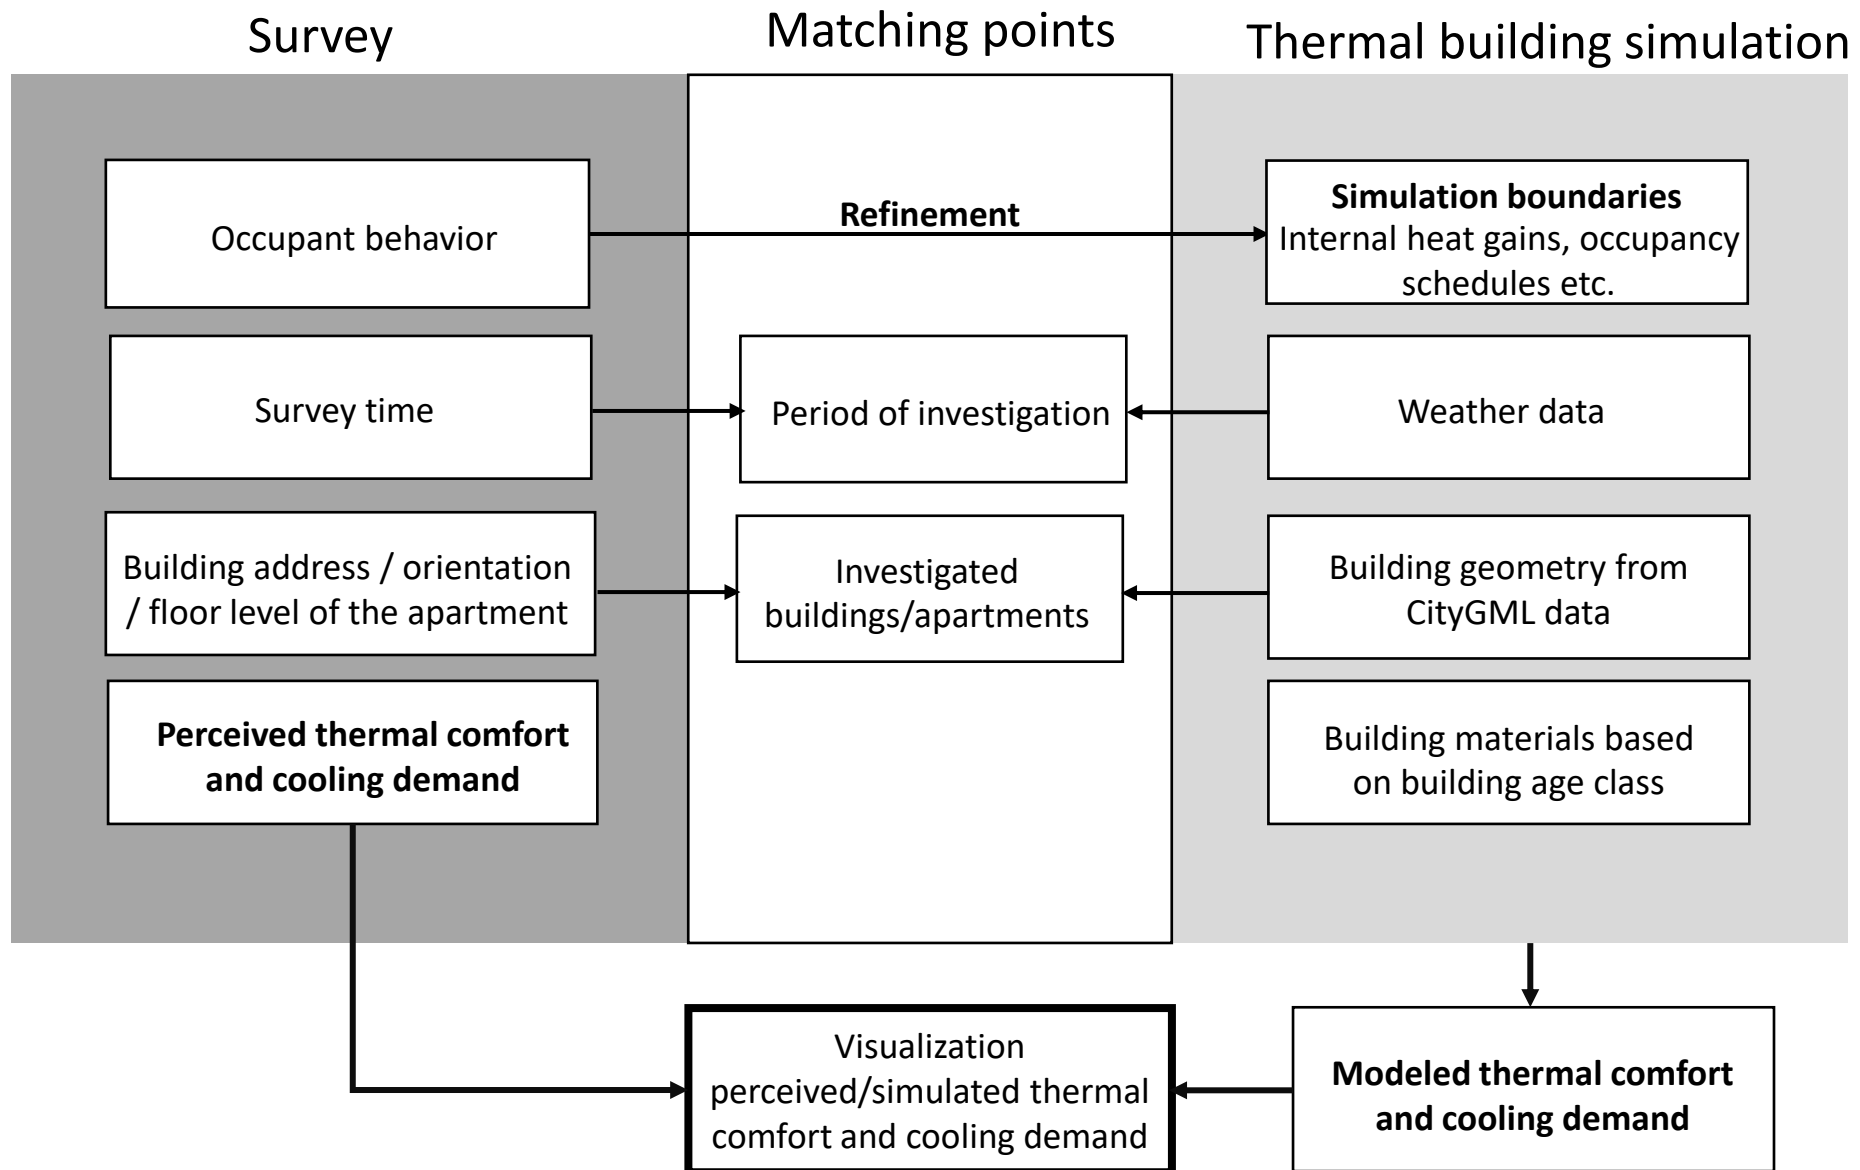 Survey
Matching points
Thermal building simulation
Occupant behavior
Refinement
Simulation boundaries
Internal heat gains, occupancy
schedules etc.
Survey time
Period of investigation
Weather data
Building address / orientation
/ floor level of the apartment
Investigated
buildings/apartments
Building geometry from
CityGML data
Perceived thermal comfort
and cooling demand
Building materials based
on building age class
Visualization
perceived/simulated thermal
comfort and cooling demand
Modeled thermal comfort
and cooling demand